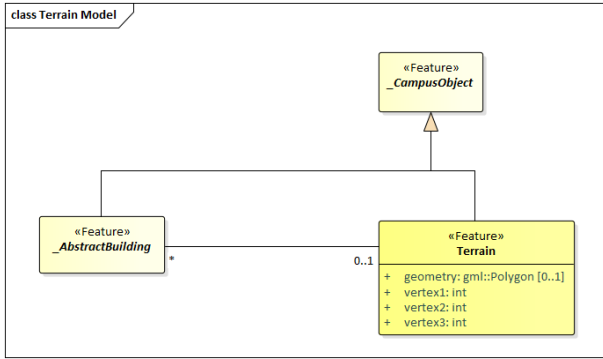 class Terrain Model
«Feature»
_CampusObject
«Feature»
_AbstractBuilding
*
0..1
«Feature»
Terrain
+ geometry: gml::Polygon [0..1]
+ vertex1: int
+ vertex2: int
+ vertex3: int